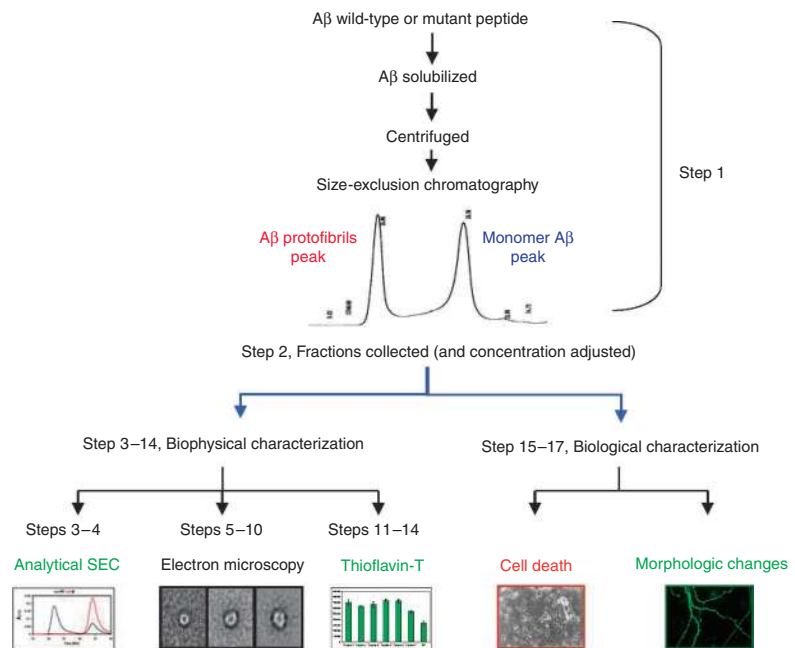 Aβ wild-type or mutant peptide
Aβ solubilized
Centrifuged
Size-exclusion chromatography
Step 1
Aβ protofibrils
peak
Monomer Aβ
peak
Step 2, Fractions collected (and concentration adjusted)
Step 3–14, Biophysical characterization
Step 15–17, Biological characterization
Steps 3–4
Steps 5–10
Steps 11–14
Analytical SEC
Electron microscopy
Thioflavin-T
Cell death
Morphologic changes